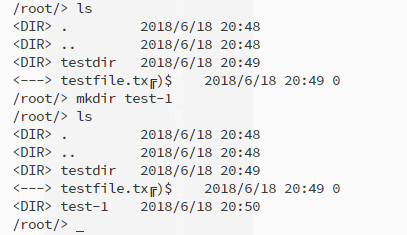 /root/> ls
<DIR> .         2018/6/18 20:48
<DIR> ..        2018/6/18 20:48
<DIR> testdir   2018/6/18 20:49
<---> testfile.tx╔)$    2018/6/18 20:49 0
/root/> mkdir test-1
/root/> ls
<DIR> .         2018/6/18 20:48
<DIR> ..        2018/6/18 20:48
<DIR> testdir   2018/6/18 20:49
<---> testfile.tx╔)$    2018/6/18 20:49 0
<DIR> test-1    2018/6/18 20:50
/root/> _